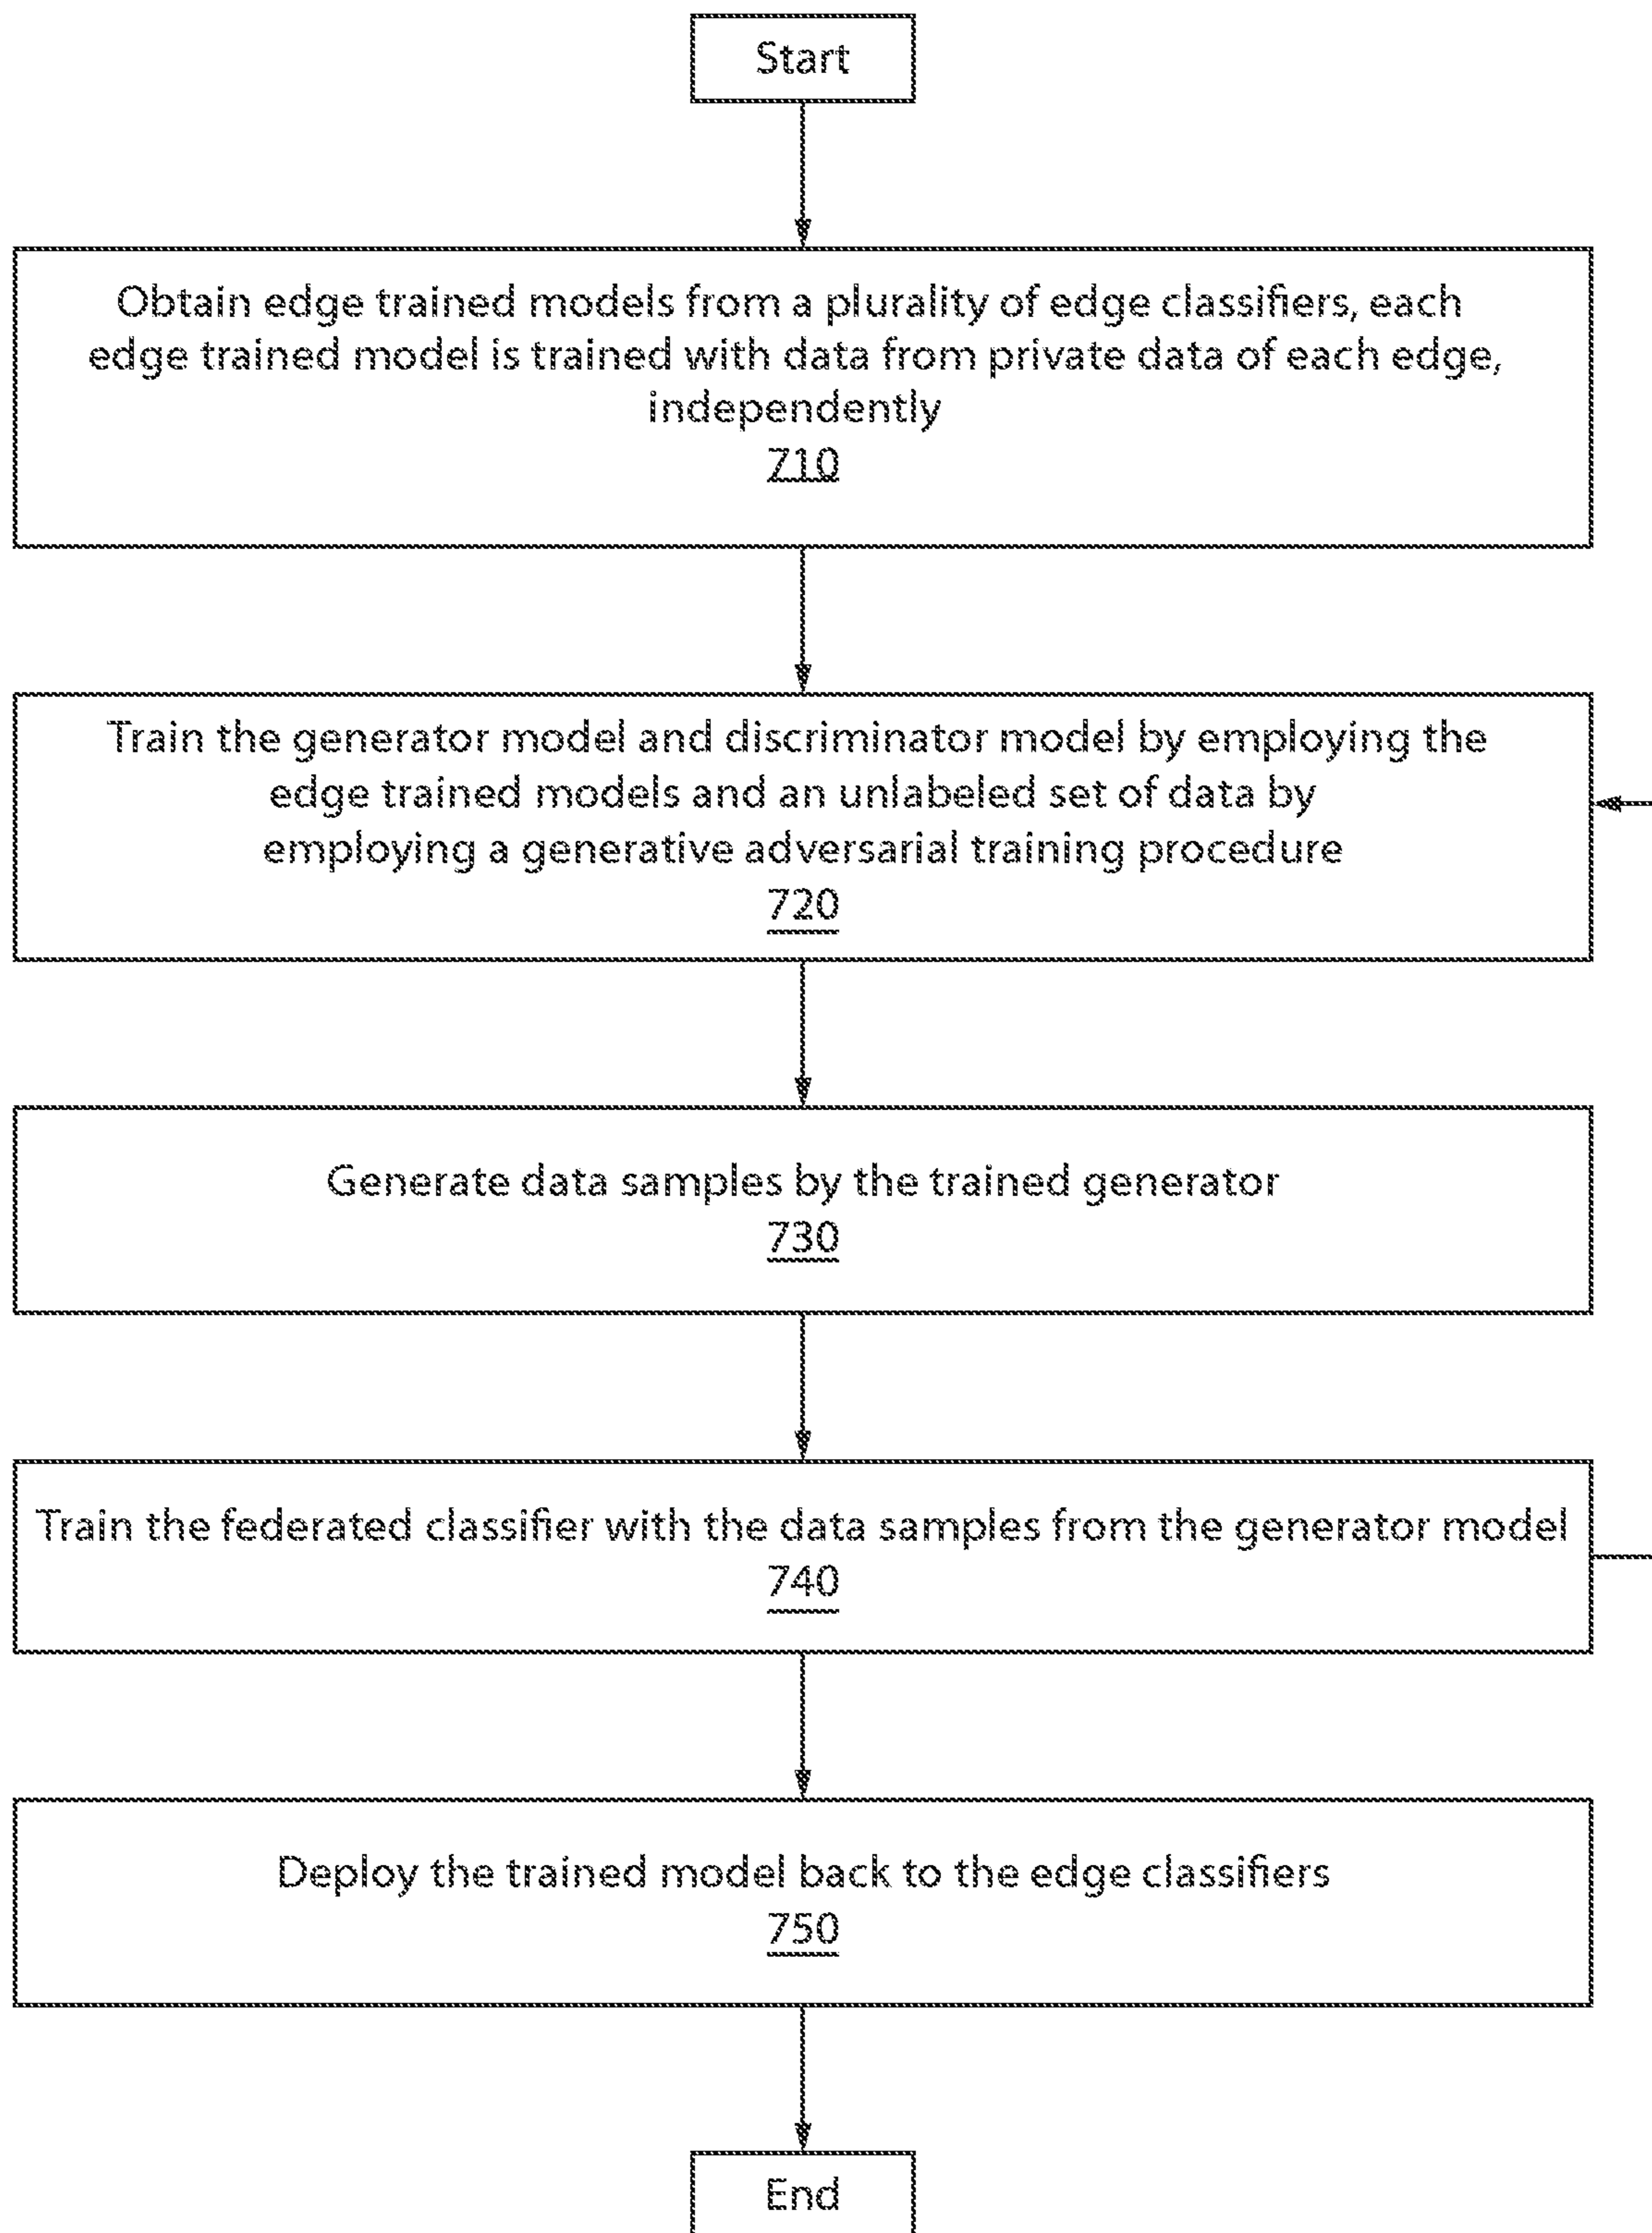 Start
Obtain edge trained models from a plurality of edge classifiers, each
edge trained model is trained with data from private data of each edge,
independently
710
Train the generator model and discriminator model by employing the
edge trained models and an unlabeled set of data by
employing a generative adversarial training procedure
720
Generate data samples by the trained generator
730
Train the federated classifier with the data samples from the generator model
740
Deploy the trained model back to the edge classifiers
750
End